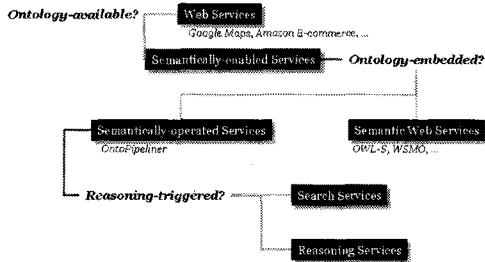 Ontology-available?
Web Services
Google Maps, Amazon E-commerce, ...
Semantically-enabled Services
Ontology-embedded?
Semantically-operated Services
Semantic Web Services
OntoPipeliner
OWL-S, WSMO, ...
Reasoning-triggered?
Search Services
Reasoning Services